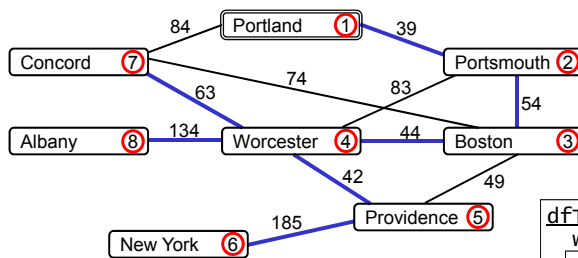 84
Portland 1
39
Concord 7
Portsmouth 2
74
83
63
54
Albany 8
134
Worcester 4
44
Boston 3
42
49
185
Providence 5
New York 6
dfT
w